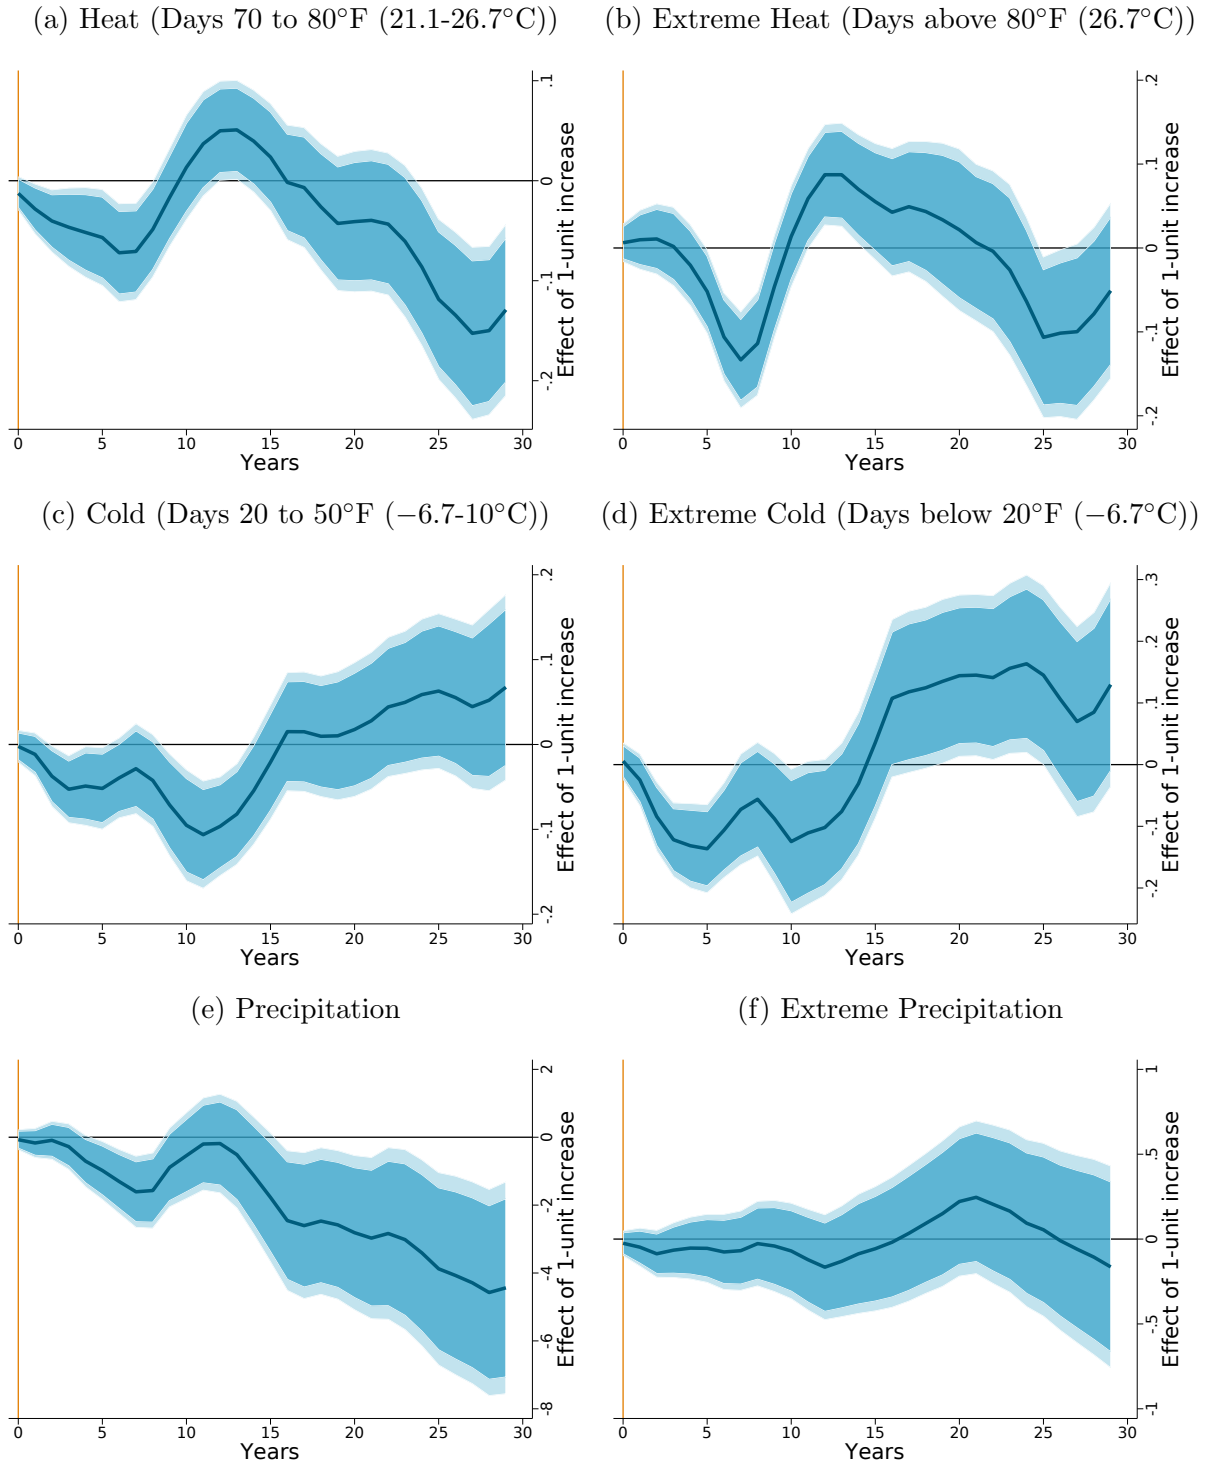 (a) Heat (Days 70 to 80°F (21.1-26.7°C))
.1
0
-.1
-.2
Effect of 1-unit increase
0 5 10 15 20 25 30
Years
(b) Extreme Heat (Days above 80°F (26.7°C))
.2
.1
0
-.1
-.2
Effect of 1-unit increase
0 5 10 15 20 25 30
Years
(c) Cold (Days 20 to 50°F (−6.7-10°C))
.2
.1
0
-.1
-.2
Effect of 1-unit increase
0 5 10 15 20 25 30
Years
(d) Extreme Cold (Days below 20°F (−6.7°C))
.3
.2
.1
0
-.1
-.2
Effect of 1-unit increase
0 5 10 15 20 25 30
Years
(e) Precipitation
2
0
-2
-4
-6
-8
Effect of 1-unit increase
0 5 10 15 20 25 30
Years
(f) Extreme Precipitation
1
.5
0
-.5
-1
Effect of 1-unit increase
0 5 10 15 20 25 30
Years